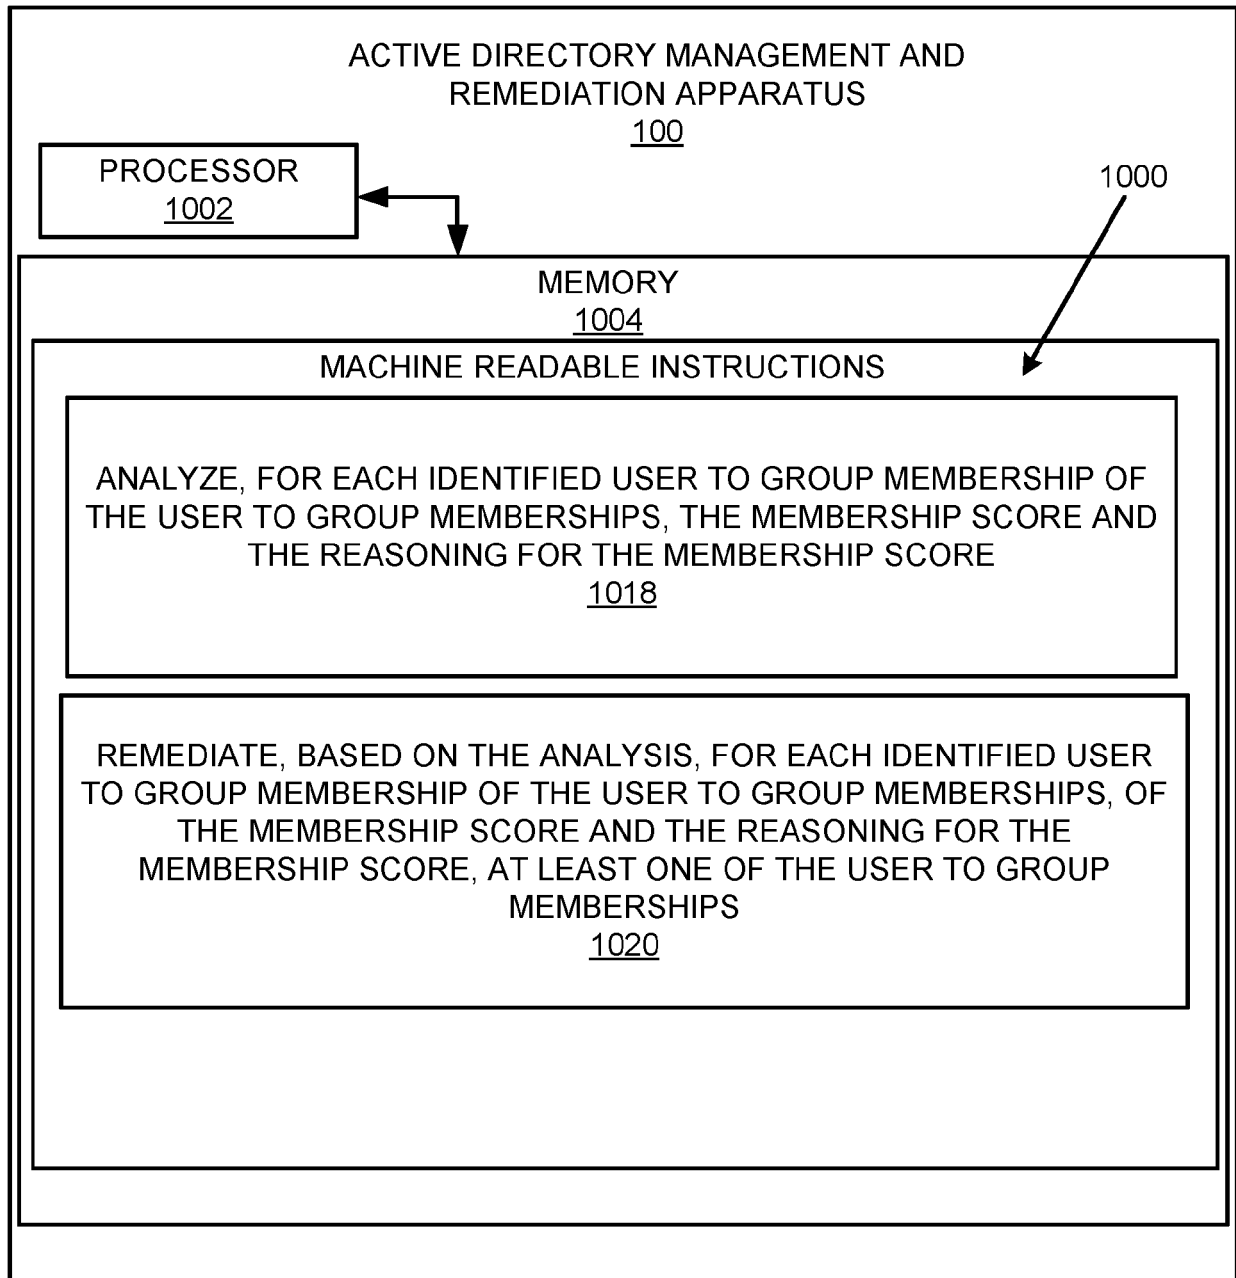 ACTIVE DIRECTORY MANAGEMENT AND
REMEDIATION APPARATUS
100
PROCESSOR
1002
1000
MEMORY
1004
MACHINE READABLE INSTRUCTIONS
ANALYZE, FOR EACH IDENTIFIED USER TO GROUP MEMBERSHIP OF
THE USER TO GROUP MEMBERSHIPS, THE MEMBERSHIP SCORE AND
THE REASONING FOR THE MEMBERSHIP SCORE
1018
REMEDIATE, BASED ON THE ANALYSIS, FOR EACH IDENTIFIED USER
TO GROUP MEMBERSHIP OF THE USER TO GROUP MEMBERSHIPS, OF
THE MEMBERSHIP SCORE AND THE REASONING FOR THE
MEMBERSHIP SCORE, AT LEAST ONE OF THE USER TO GROUP
MEMBERSHIPS
1020